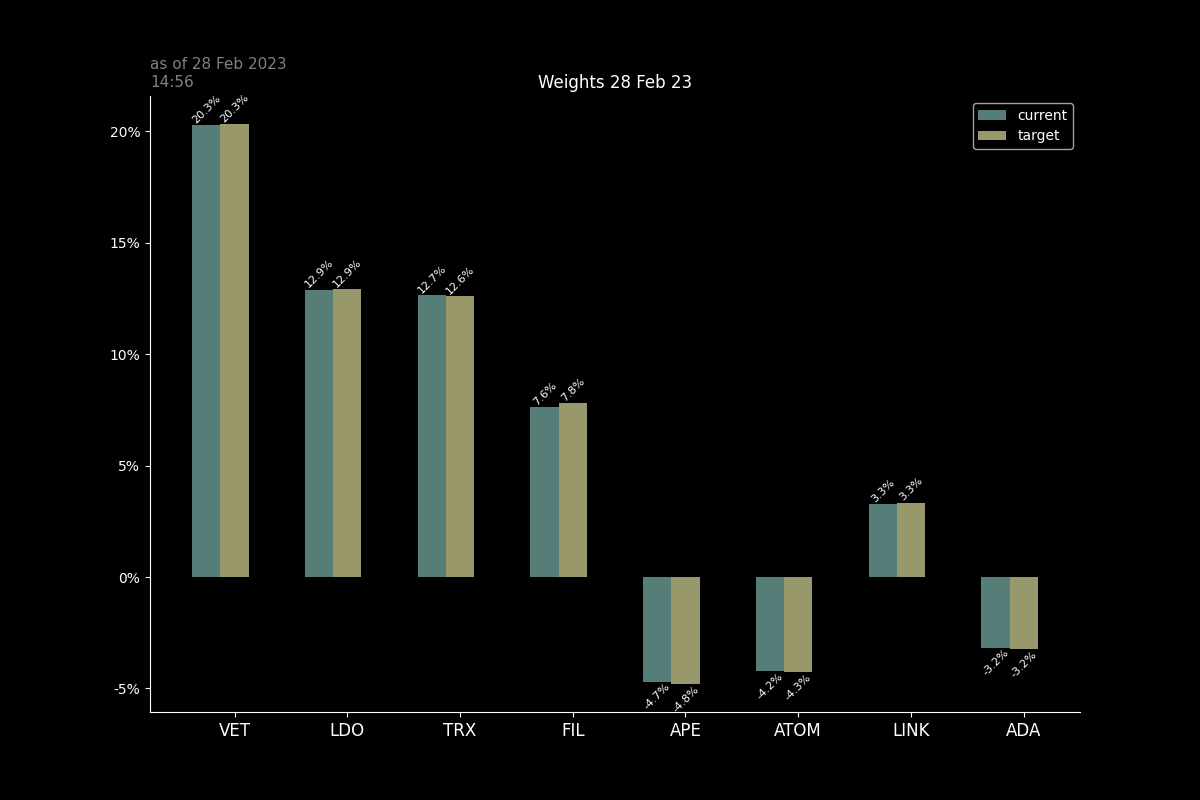 as of 28 Feb 2023
14:56
Weights 28 Feb 23
current
target
20%
15%
10%
5%
0%
-5%
20.3%
20.3%
12.9%
12.9%
12.7%
12.6%
7.6%
7.8%
-4.7%
-4.8%
-4.2%
-4.3%
3.3%
3.3%
-3.2%
-3.2%
VET
LDO
TRX
FIL
APE
ATOM
LINK
ADA